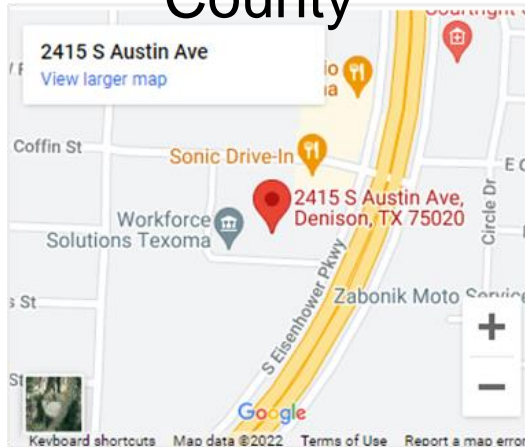 County
2415 S Austin Ave
View larger map
Coffin St
Sonic Drive-In
2415 S Austin Ave,
Denison, TX 75020
Workforce
Solutions Texoma
Circle Dr
S Eisenhower Pkwy
Zabonik Moto Service
St
St
+
−
Google
Keyboard shortcuts Map data ©2022 Terms of Use Report a map error